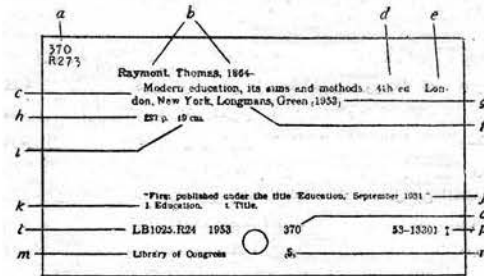 a b d e
370
R273
Raymont, Thomas, 1864-
c Modern education, its aims and methods. 4th ed Lon-
don, New York, Longmans, Green [1953] g
h 237 p. 19 cm. f
i
"First published under the title 'Education,' September 1931" j
k 1. Education. I. Title.
l LB1025.R24 1953 370 53-13301 p
m Library of Congress